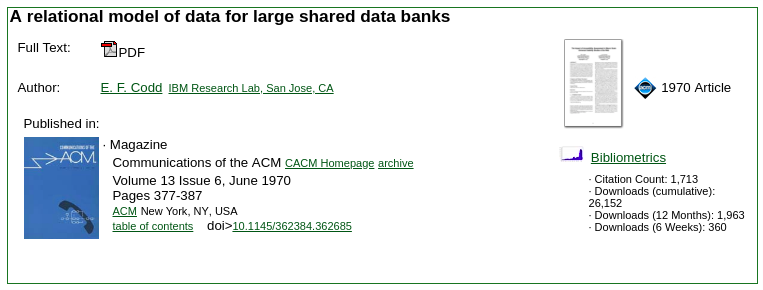 A relational model of data for large shared data banks
Full Text: PDF
Author: E. F. Codd IBM Research Lab, San Jose, CA
1970 Article
Published in:
COMMUNICATIONS OF THE
ACM
· Magazine
Communications of the ACM CACM Homepage archive
Volume 13 Issue 6, June 1970
Pages 377-387
ACM New York, NY, USA
table of contents doi>10.1145/362384.362685
Bibliometrics
· Citation Count: 1,713
· Downloads (cumulative):
26,152
· Downloads (12 Months): 1,963
· Downloads (6 Weeks): 360